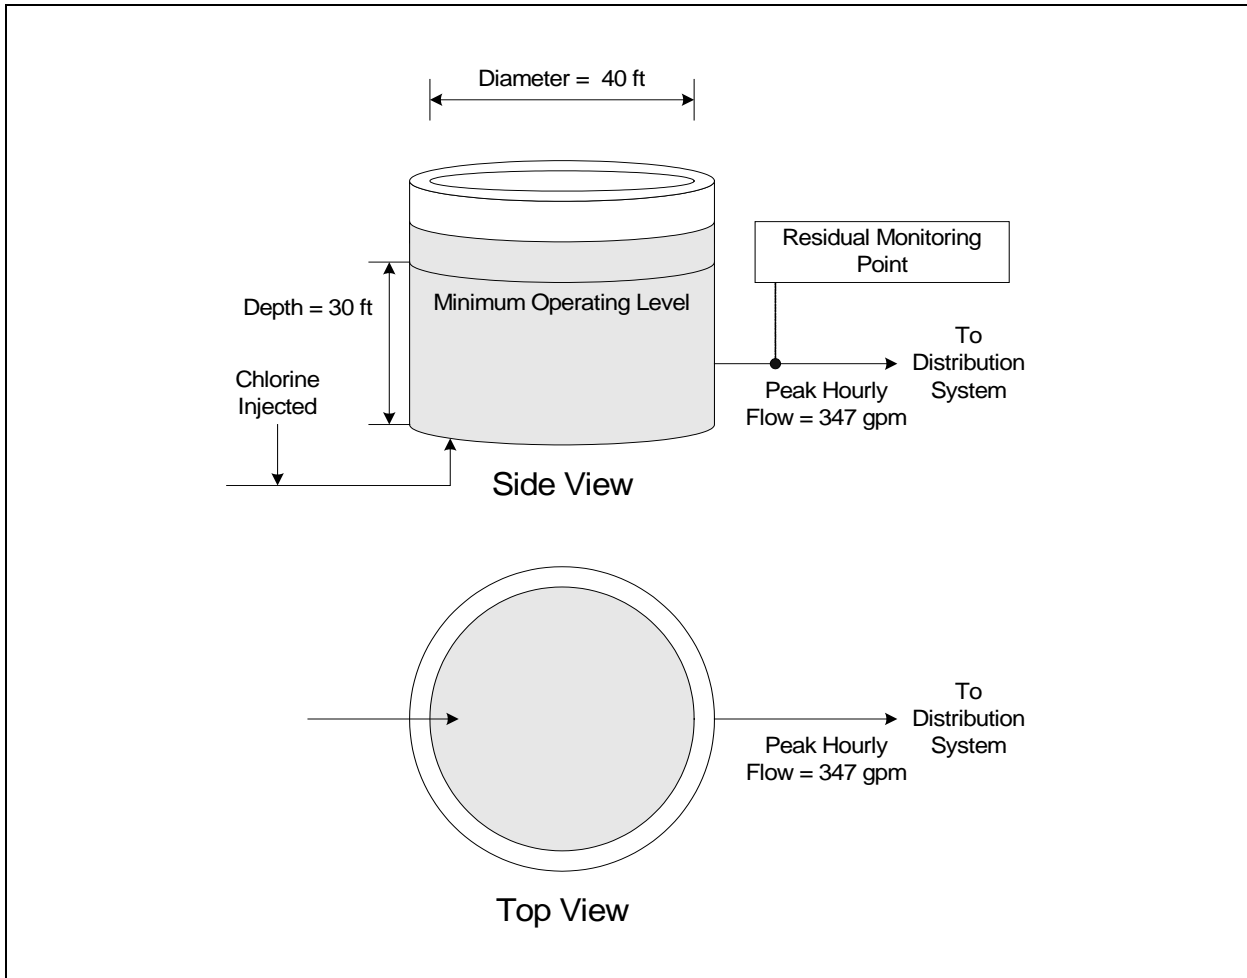 Diameter = 40 ft
Residual Monitoring
Point
Depth = 30 ft
Minimum Operating Level
To
Distribution
System
Chlorine
Injected
Peak Hourly
Flow = 347 gpm
Side View
To
Distribution
System
Peak Hourly
Flow = 347 gpm
Top View